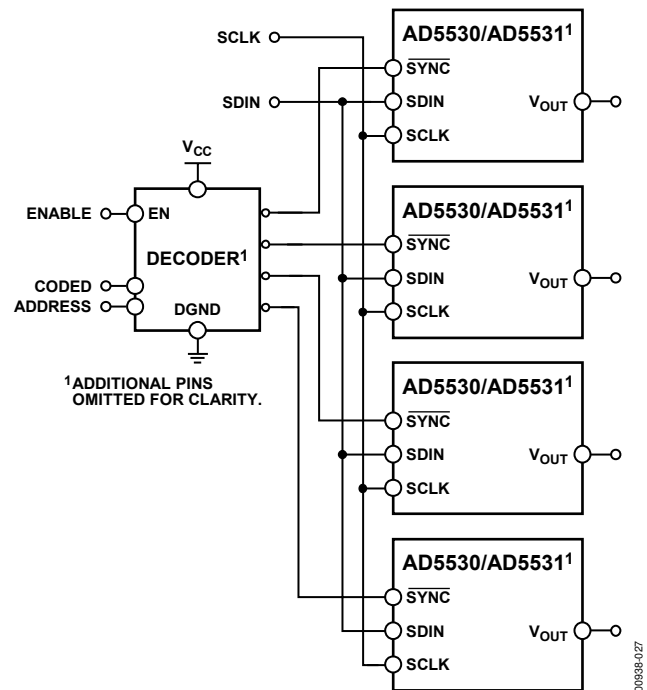 SCLK
SDIN
V_CC
ENABLE
EN
DECODER¹
CODED
ADDRESS
DGND
¹ADDITIONAL PINS
OMITTED FOR CLARITY.
AD5530/AD5531¹
SYNC
SDIN
V_OUT
SCLK
AD5530/AD5531¹
SYNC
SDIN
V_OUT
SCLK
AD5530/AD5531¹
SYNC
SDIN
V_OUT
SCLK
AD5530/AD5531¹
SYNC
SDIN
V_OUT
SCLK
00938-027